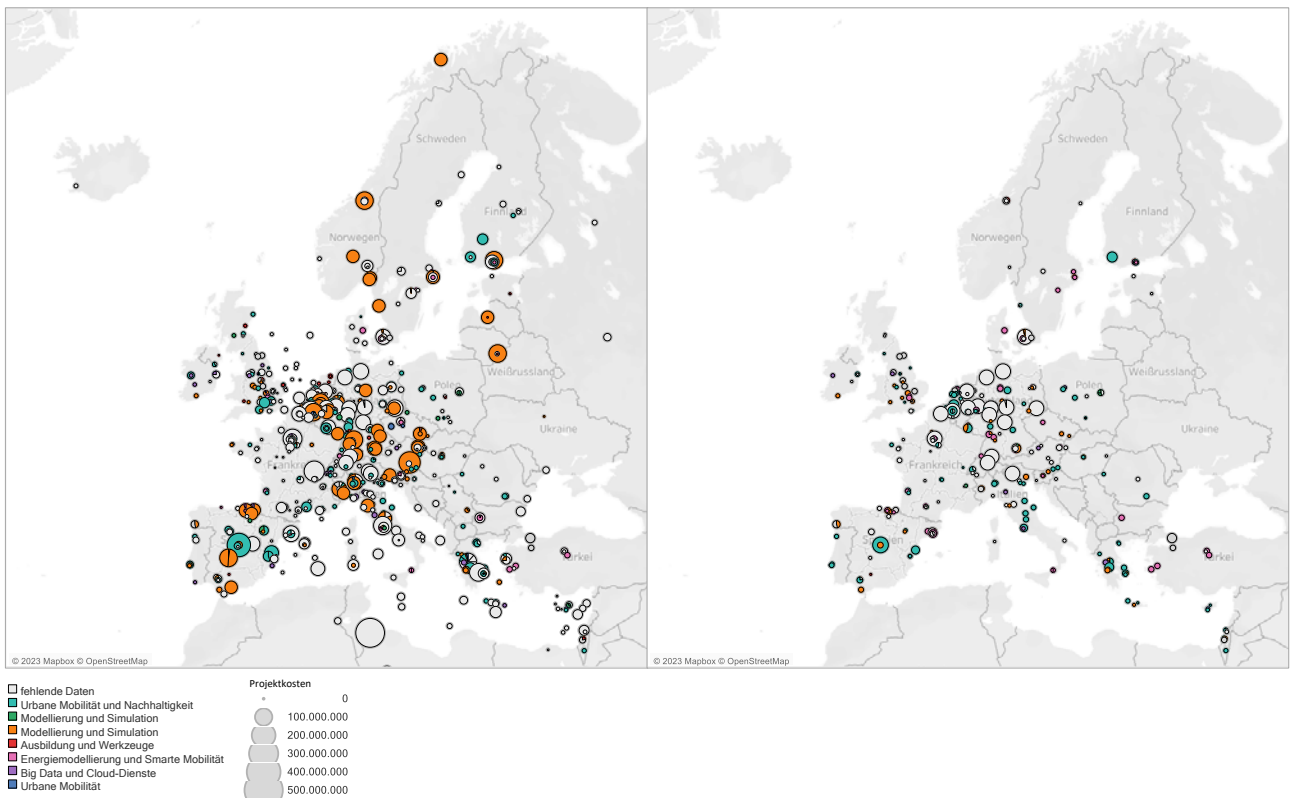 Schweden
Finnland
Norwegen
Weißrussland
Polen
Ukraine
Frankreich
© 2023 Mapbox © OpenStreetMap
Schweden
Finnland
Norwegen
Weißrussland
Polen
Ukraine
Frankreich
Italien
© 2023 Mapbox © OpenStreetMap
fehlende Daten
Urbane Mobilität und Nachhaltigkeit
Modellierung und Simulation
Modellierung und Simulation
Ausbildung und Werkzeuge
Energiemodellierung und Smarte Mobilität
Big Data und Cloud-Dienste
Urbane Mobilität
Projektkosten
0
100.000.000
200.000.000
300.000.000
400.000.000
500.000.000